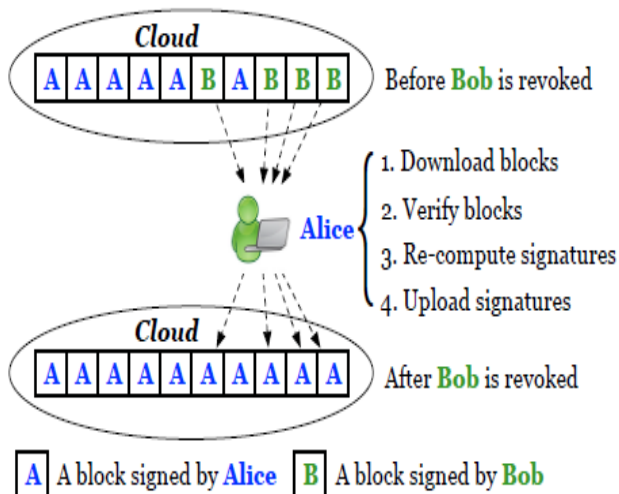 Cloud
A A A A A B A B B B
Before Bob is revoked
1. Download blocks
2. Verify blocks
Alice
3. Re-compute signatures
4. Upload signatures
Cloud
A A A A A A A A A A
After Bob is revoked
A A block signed by Alice B A block signed by Bob